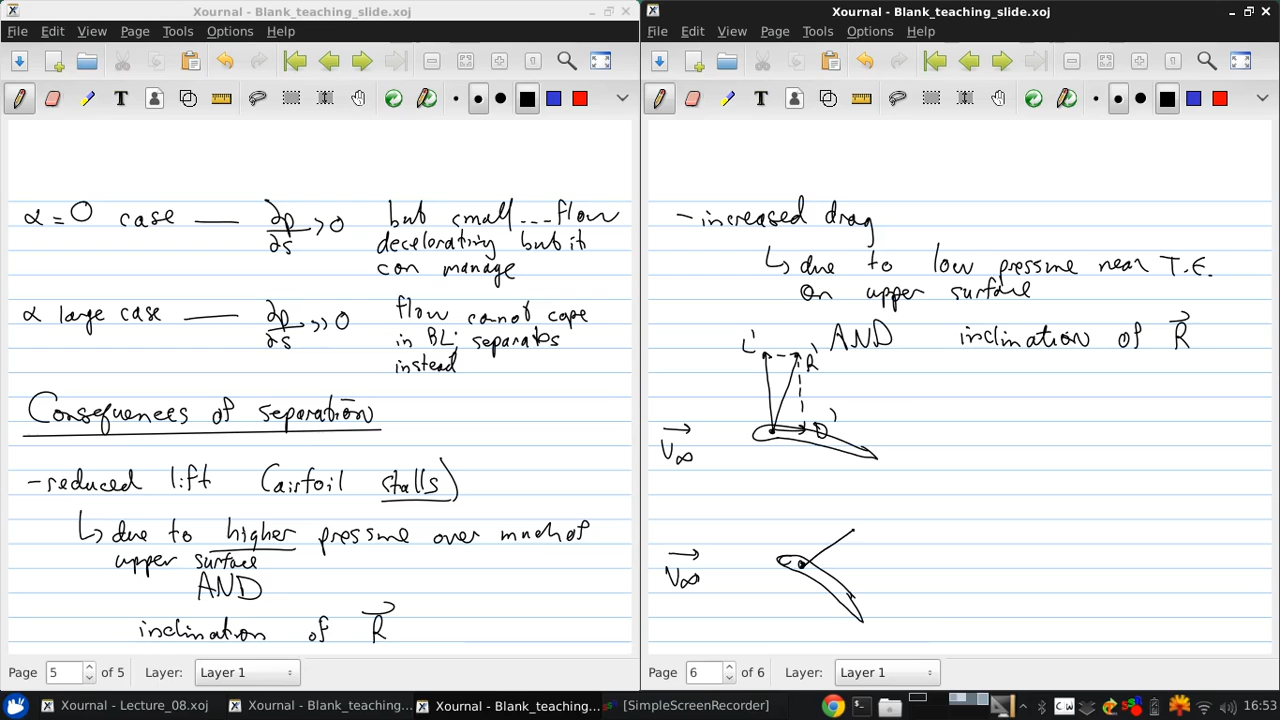 Xournal - Blank_teaching_slide.xoj
File Edit View Page Tools Options Help
α = 0 case — ∂p/∂s > 0 but small ... flow
decelerating but it
can manage
α large case — ∂p/∂s >> 0 flow cannot cope
in BL; separates
instead
Consequences of separation
- reduced lift (airfoil stalls)
↳ due to higher pressure over much of
upper surface
AND
inclination of R⃗
Page 5 of 5 Layer: Layer 1
Xournal - Blank_teaching_slide.xoj
File Edit View Page Tools Options Help
- increased drag
↳ due to low pressure near T.E.
on upper surface
AND inclination of R⃗
L'
R'
D'
V∞
V∞
Page 6 of 6 Layer: Layer 1
Xournal - Lecture_08.xoj
Xournal - Blank_teaching...
Xournal - Blank_teaching...
[SimpleScreenRecorder]
16:53